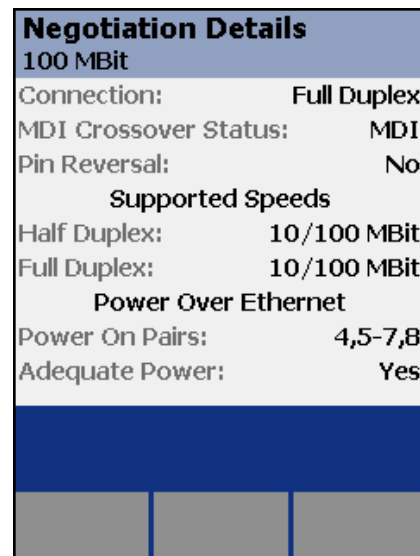 Negotiation Details
100 MBit
Connection: Full Duplex
MDI Crossover Status: MDI
Pin Reversal: No
Supported Speeds
Half Duplex: 10/100 MBit
Full Duplex: 10/100 MBit
Power Over Ethernet
Power On Pairs: 4,5-7,8
Adequate Power: Yes